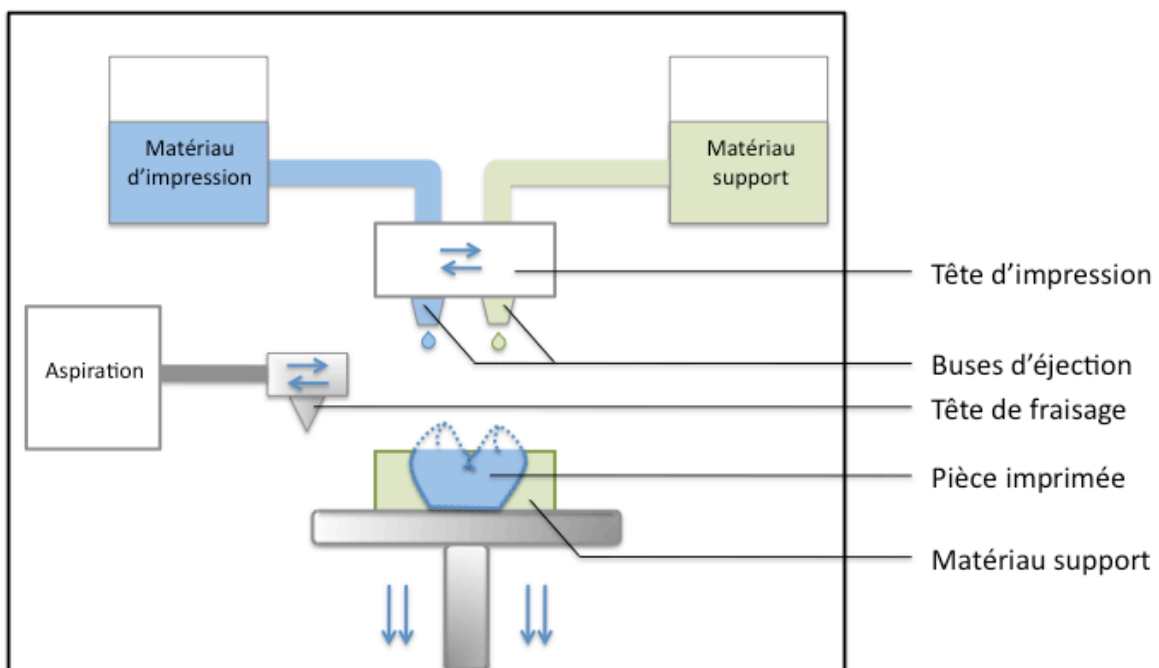 Matériau
d’impression
Matériau
support
Tête d’impression
Aspiration
Buses d’éjection
Tête de fraisage
Pièce imprimée
Matériau support